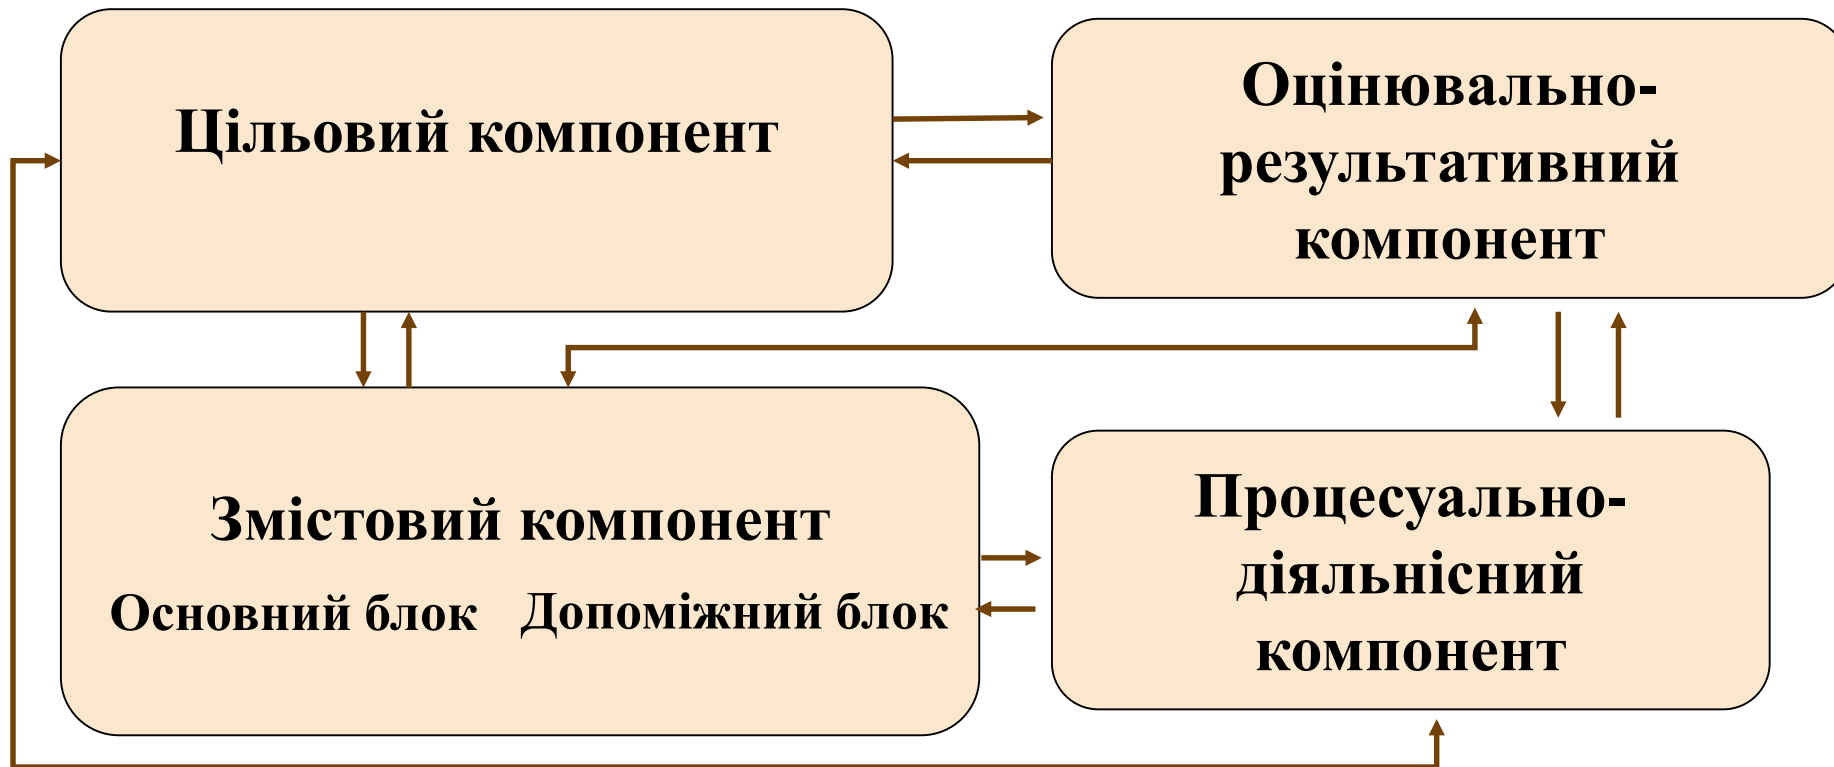 Цільовий компонент
Оцінювально-
результативний
компонент
Змістовий компонент
Основний блок Допоміжний блок
Процесуально-
діяльнісний
компонент